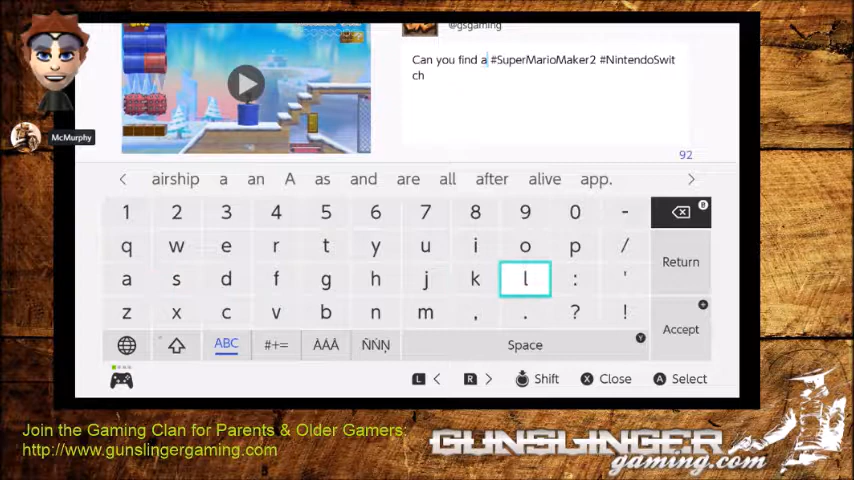 @gsgaming
Can you find a #SuperMarioMaker2 #NintendoSwit
ch
McMurphy
92
airship a an A as and are all after alive app.
1 2 3 4 5 6 7 8 9 0 -
B
q w e r t y u i o p /
Return
a s d f g h j k l : '
z x c v b n m , . ? !
Accept
ABC #+= ÀÁÂ ÑŃŅ Space
Y
L R Shift X Close A Select
Join the Gaming Clan for Parents & Older Gamers:
http://www.gunslingergaming.com
GUNSLINGER
gaming.com